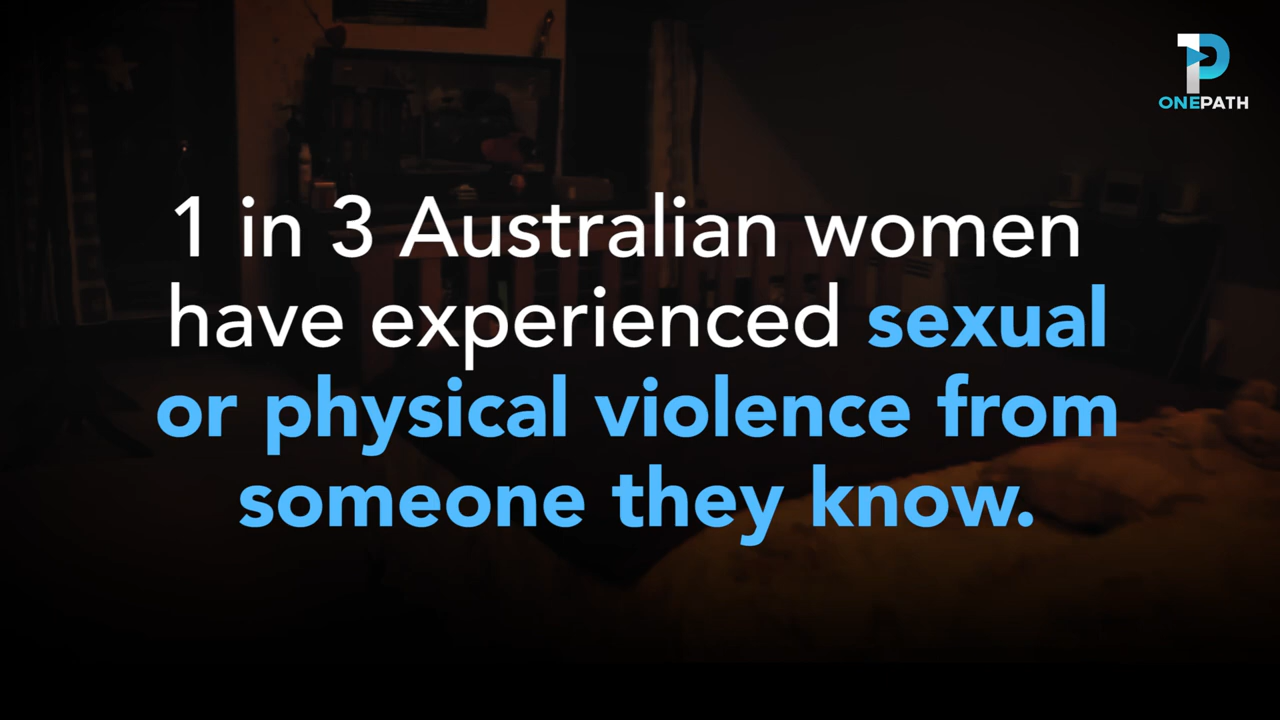 1 in 3 Australian women
have experienced sexual
or physical violence from
someone they know.
ONEPATH